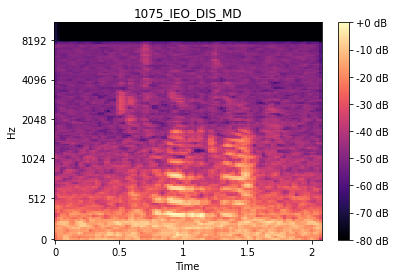 1075_IEO_DIS_MD
8192
4096
2048
1024
512
0
Hz
0
0.5
1
1.5
2
Time
+0 dB
-10 dB
-20 dB
-30 dB
-40 dB
-50 dB
-60 dB
-70 dB
-80 dB